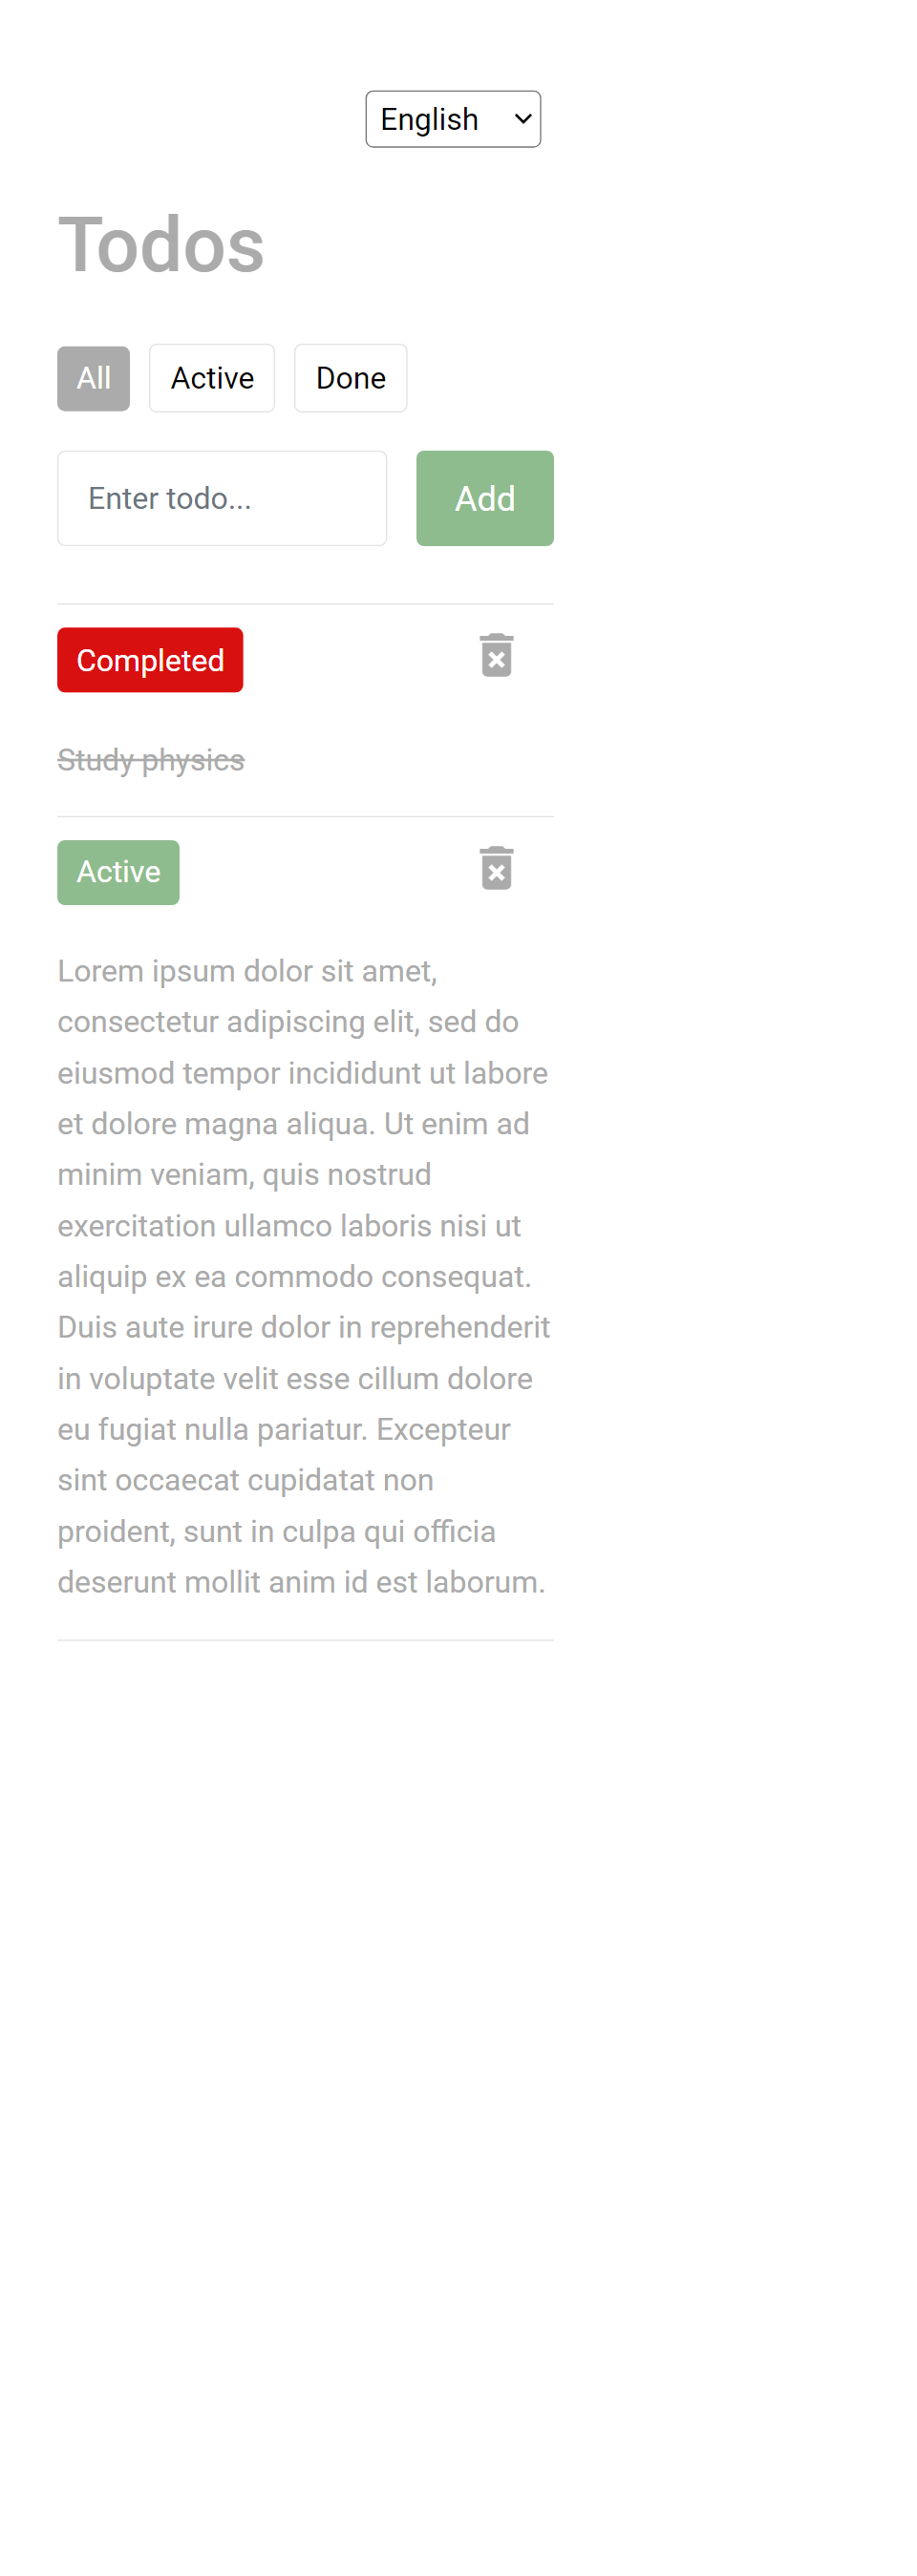 English
Todos
All Active Done
Enter todo... Add
Completed
Study physics
Active
Lorem ipsum dolor sit amet,
consectetur adipiscing elit, sed do
eiusmod tempor incididunt ut labore
et dolore magna aliqua. Ut enim ad
minim veniam, quis nostrud
exercitation ullamco laboris nisi ut
aliquip ex ea commodo consequat.
Duis aute irure dolor in reprehenderit
in voluptate velit esse cillum dolore
eu fugiat nulla pariatur. Excepteur
sint occaecat cupidatat non
proident, sunt in culpa qui officia
deserunt mollit anim id est laborum.